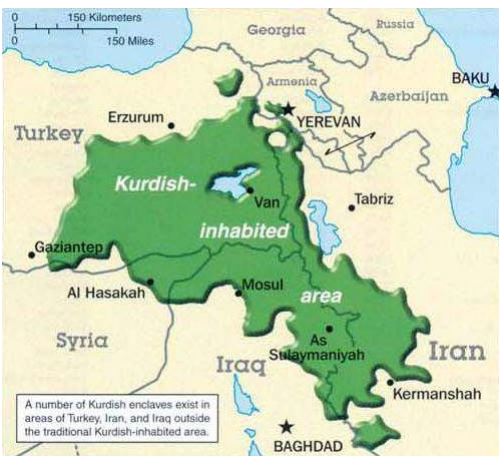 0 150 Kilometers
0 150 Miles
Georgia
Russia
Armenia
BAKU
Azerbaijan
YEREVAN
Erzurum
Turkey
Kurdish-
Van
Tabriz
inhabited
Gaziantep
Al Hasakah
Mosul
area
Syria
As
Sulaymaniyah
Iraq
Iran
Kermanshah
A number of Kurdish enclaves exist in
areas of Turkey, Iran, and Iraq outside
the traditional Kurdish-inhabited area.
BAGHDAD